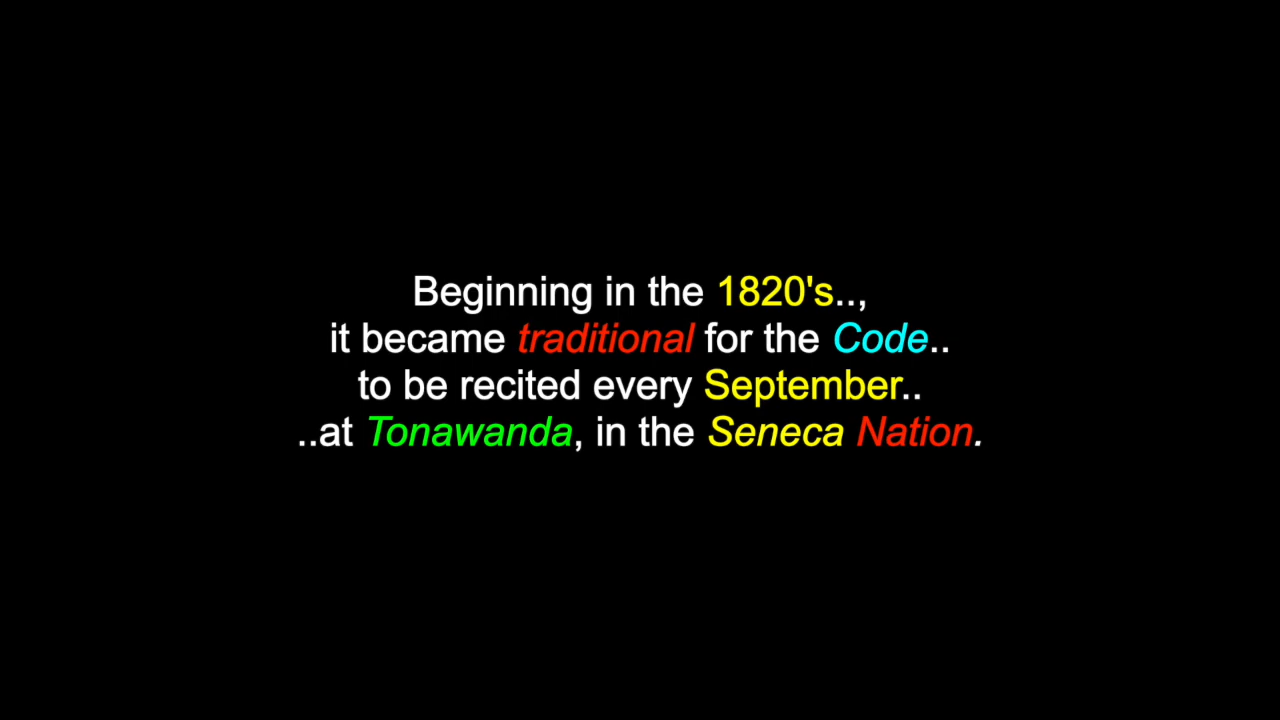 Beginning in the 1820's..,
it became traditional for the Code..
to be recited every September..
..at Tonawanda, in the Seneca Nation.